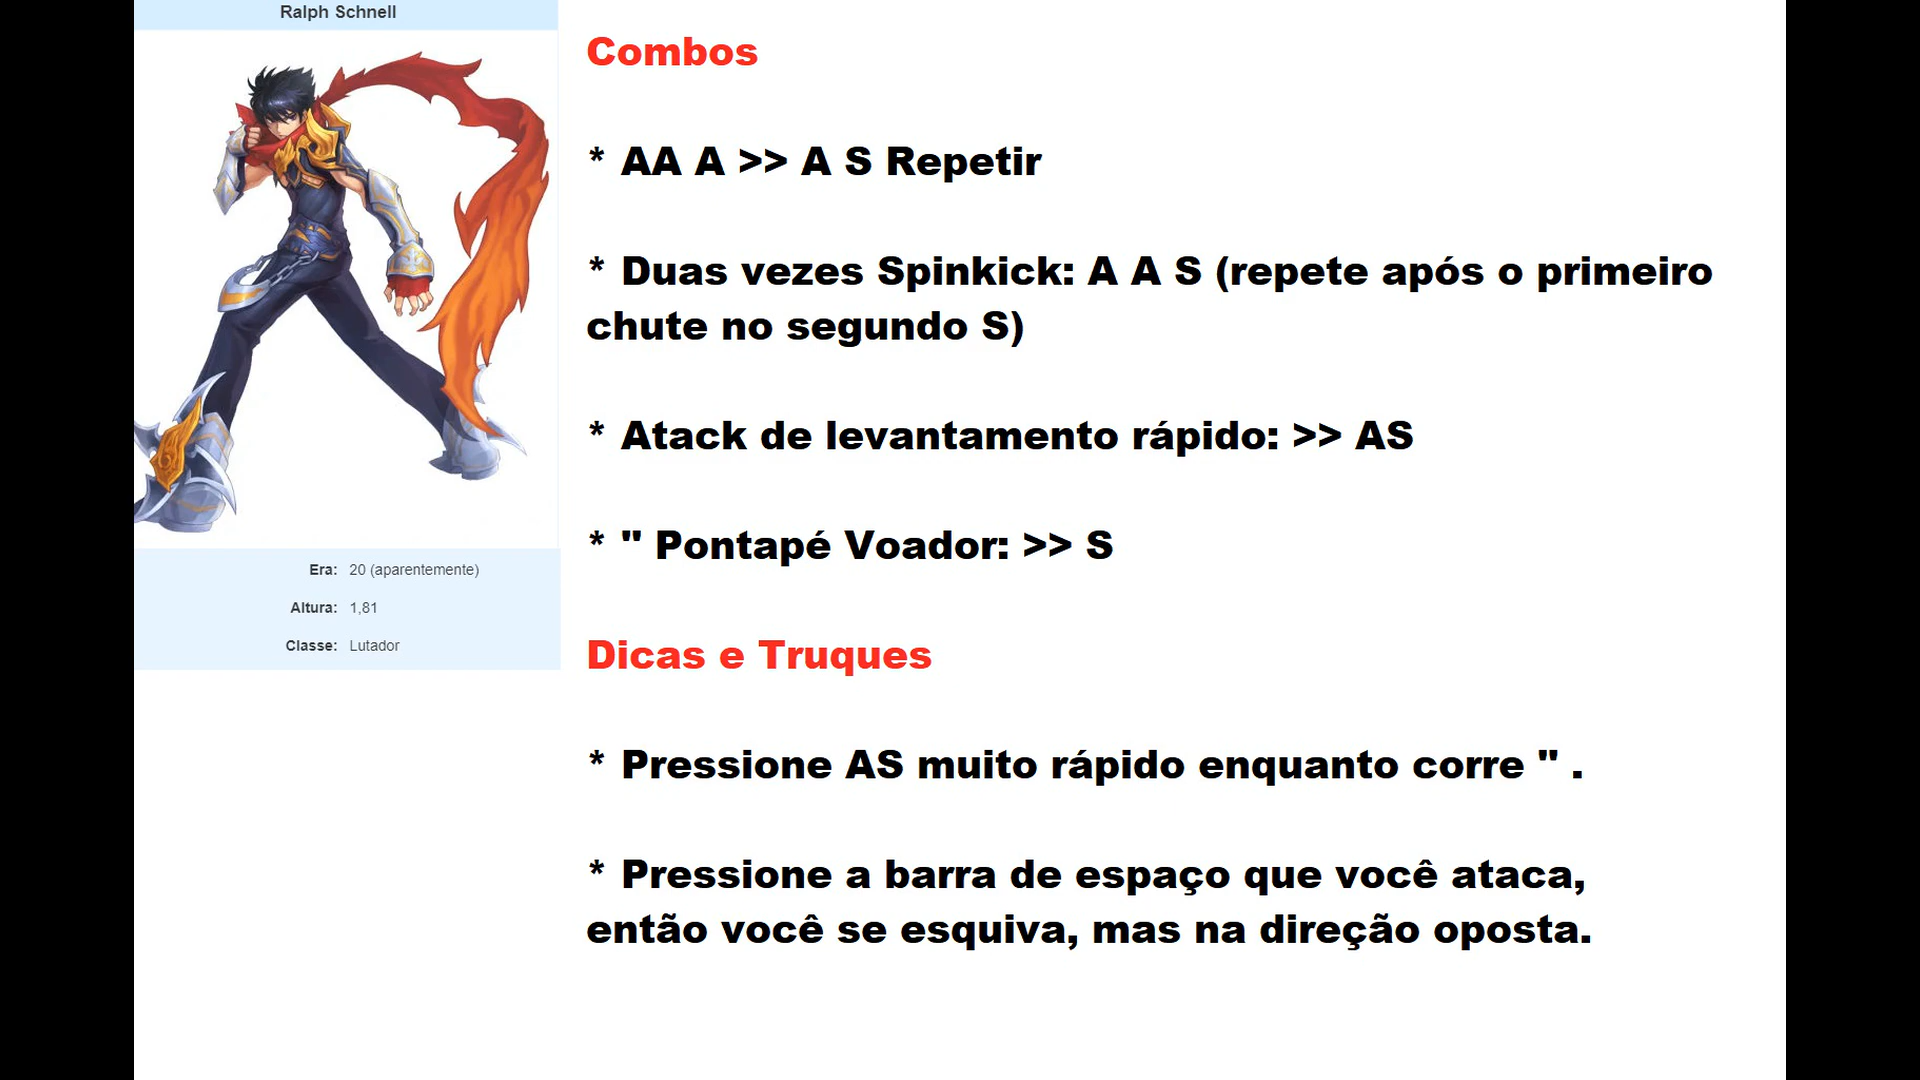 Ralph Schnell
Era: 20 (aparentemente)
Altura: 1,81
Classe: Lutador
Combos
* AA A >> A S Repetir
* Duas vezes Spinkick: A A S (repete após o primeiro
chute no segundo S)
* Atack de levantamento rápido: >> AS
* " Pontapé Voador: >> S
Dicas e Truques
* Pressione AS muito rápido enquanto corre " .
* Pressione a barra de espaço que você ataca,
então você se esquiva, mas na direção oposta.